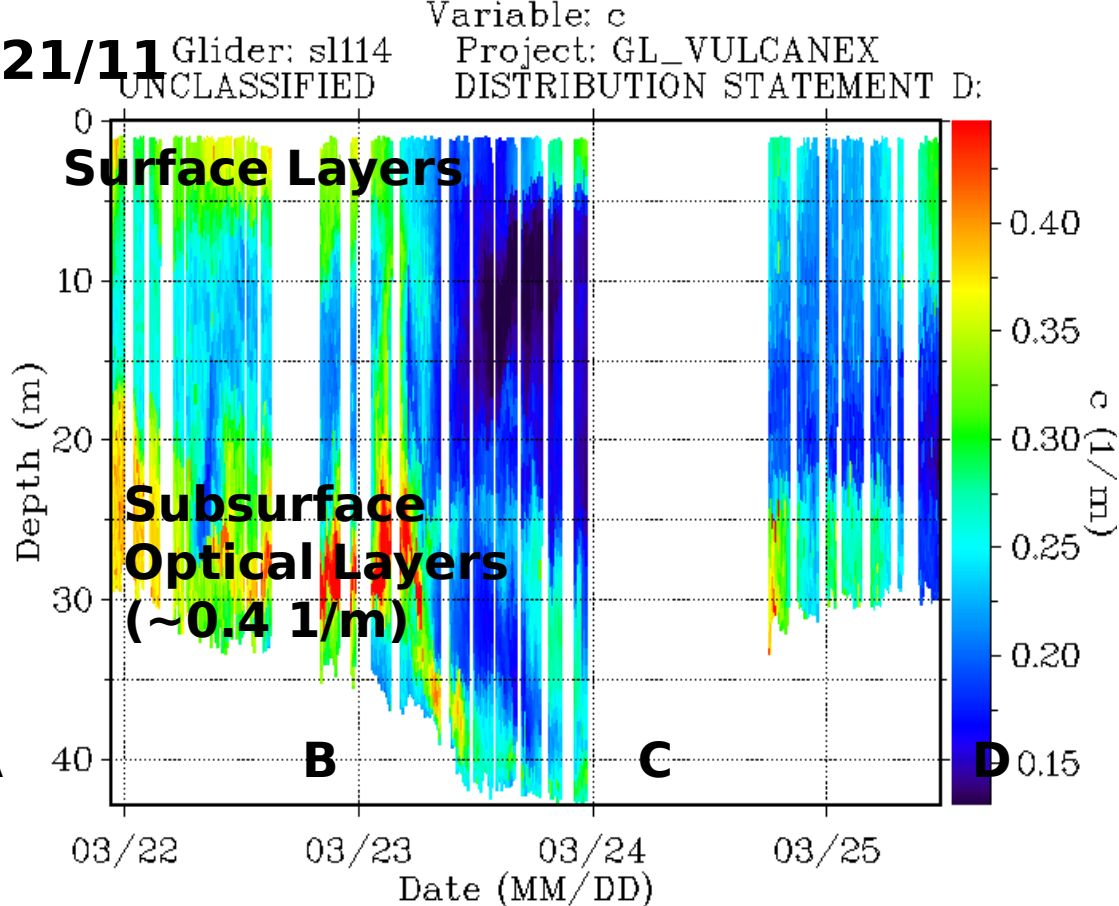 Variable: c
21/11 Glider: sl114 Project: GL_VULCANEX
UNCLASSIFIED DISTRIBUTION STATEMENT D:
Surface Layers
Subsurface
Optical Layers
(~0.4 1/m)
B C D
Depth (m)
0
10
20
30
40
03/22 03/23 03/24 03/25
Date (MM/DD)
0.40
0.35
0.30
0.25
0.20
0.15
c (1/m)